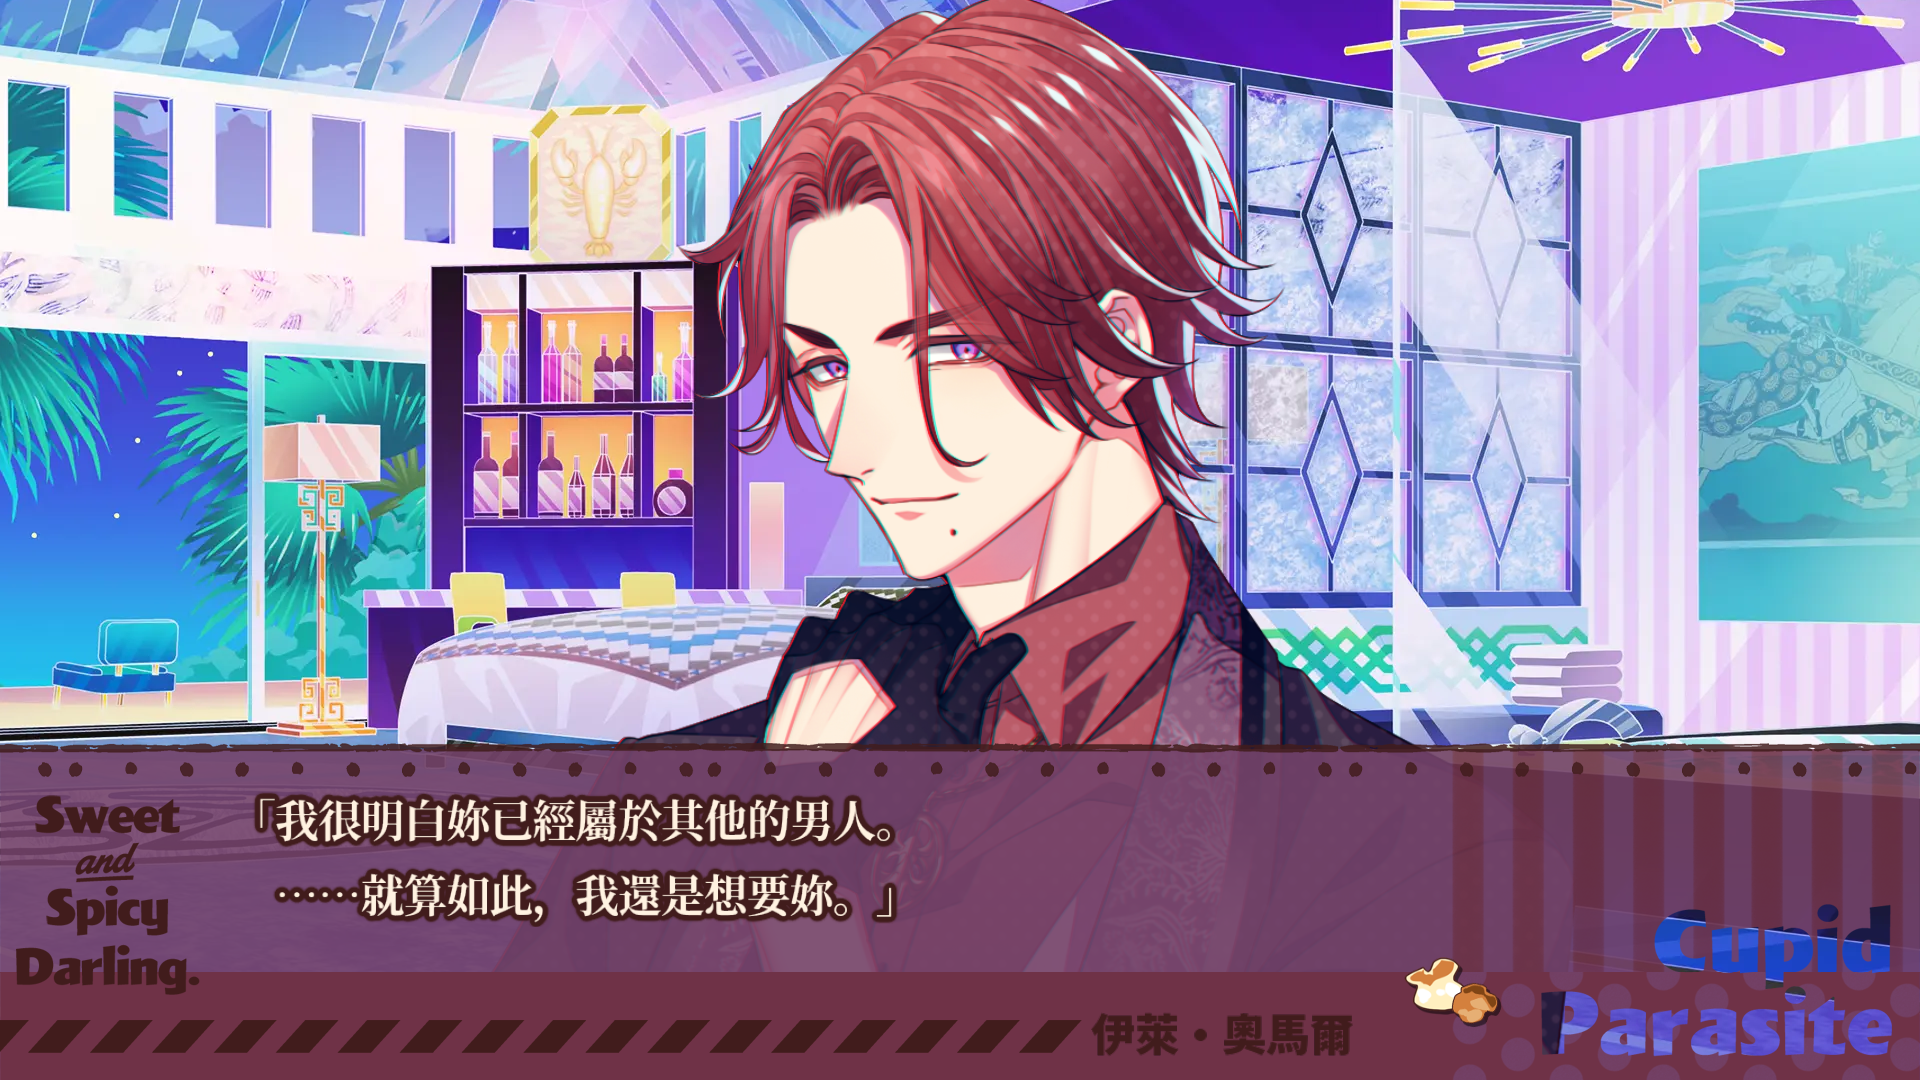 「我很明白妳已經屬於其他的男人。
……就算如此，我還是想要妳。」
Sweet
and
Spicy
Darling.
伊萊・奧馬爾
Cupid
Parasite